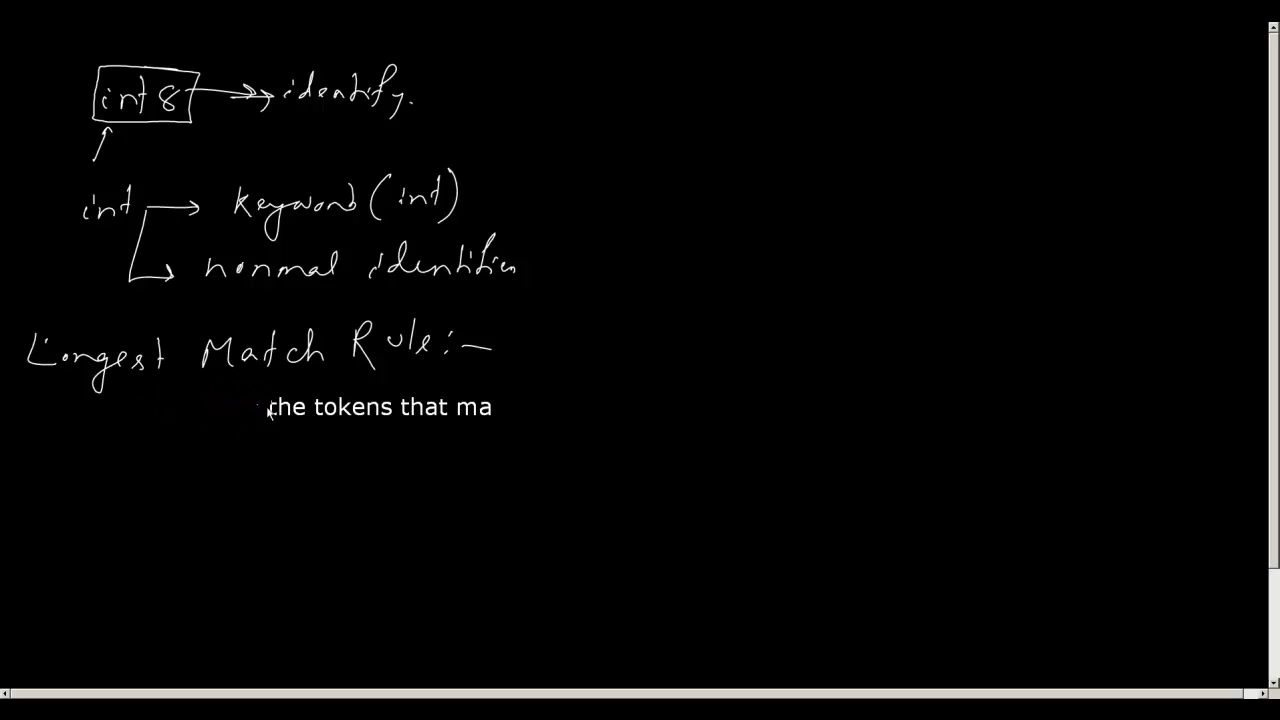 int 8 identify.
int keyword (int)
normal identifier
Longest Match Rule :-
the tokens that ma